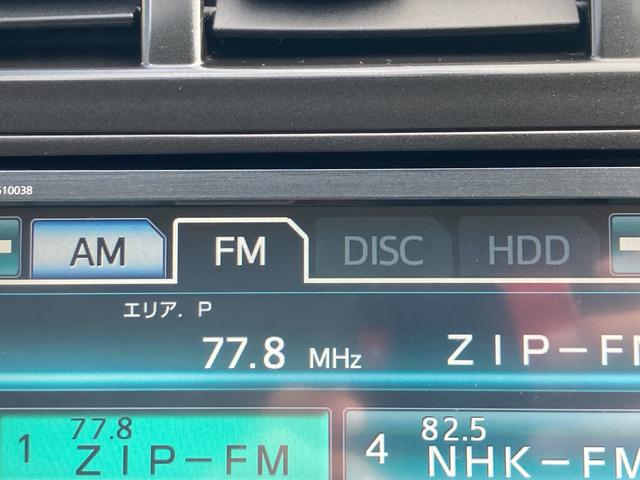 510038
AM FM DISC HDD
エリア. P
77.8 MHz ZIP-FM
1 77.8 ZIP-FM
4 82.5 NHK-FM